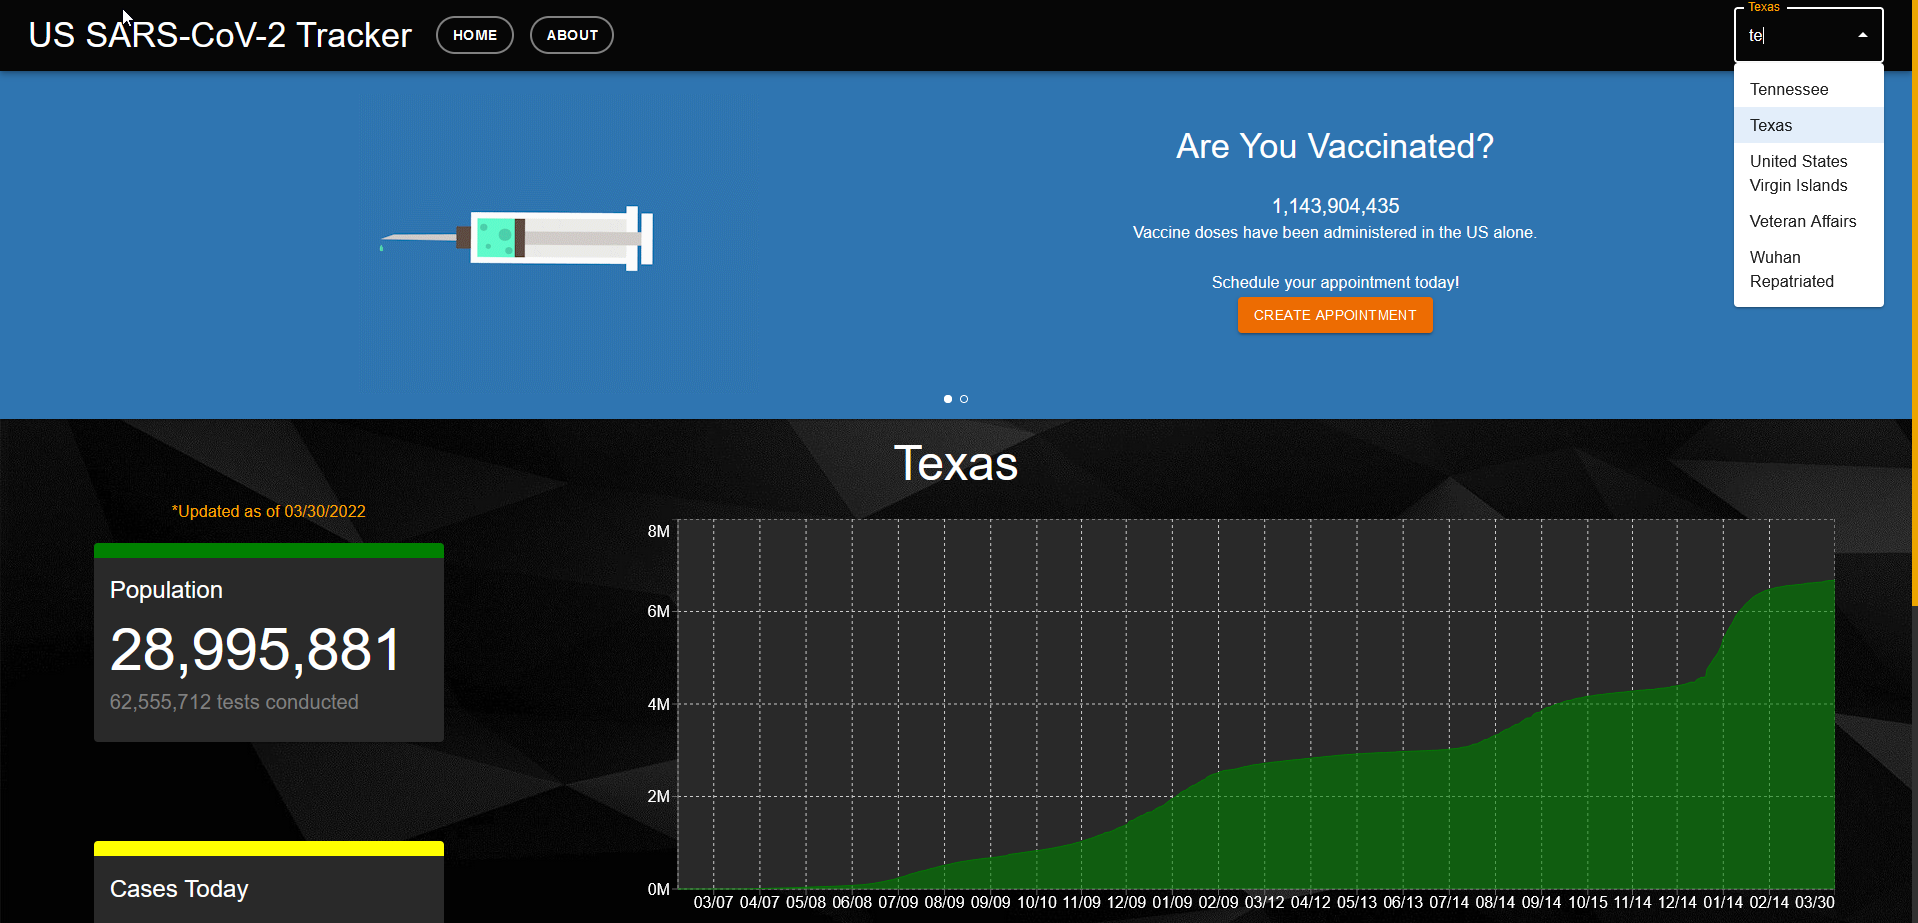 US SARS-CoV-2 Tracker
HOME
ABOUT
Texas
te
Tennessee
Texas
United States
Virgin Islands
Veteran Affairs
Wuhan
Repatriated
Are You Vaccinated?
1,143,904,435
Vaccine doses have been administered in the US alone.
Schedule your appointment today!
CREATE APPOINTMENT
Texas
*Updated as of 03/30/2022
Population
28,995,881
62,555,712 tests conducted
Cases Today
8M
6M
4M
2M
0M
03/07 04/07 05/08 06/08 07/09 08/09 09/09 10/10 11/09 12/09 01/09 02/09 03/12 04/12 05/13 06/13 07/14 08/14 09/14 10/15 11/14 12/14 01/14 02/14 03/30